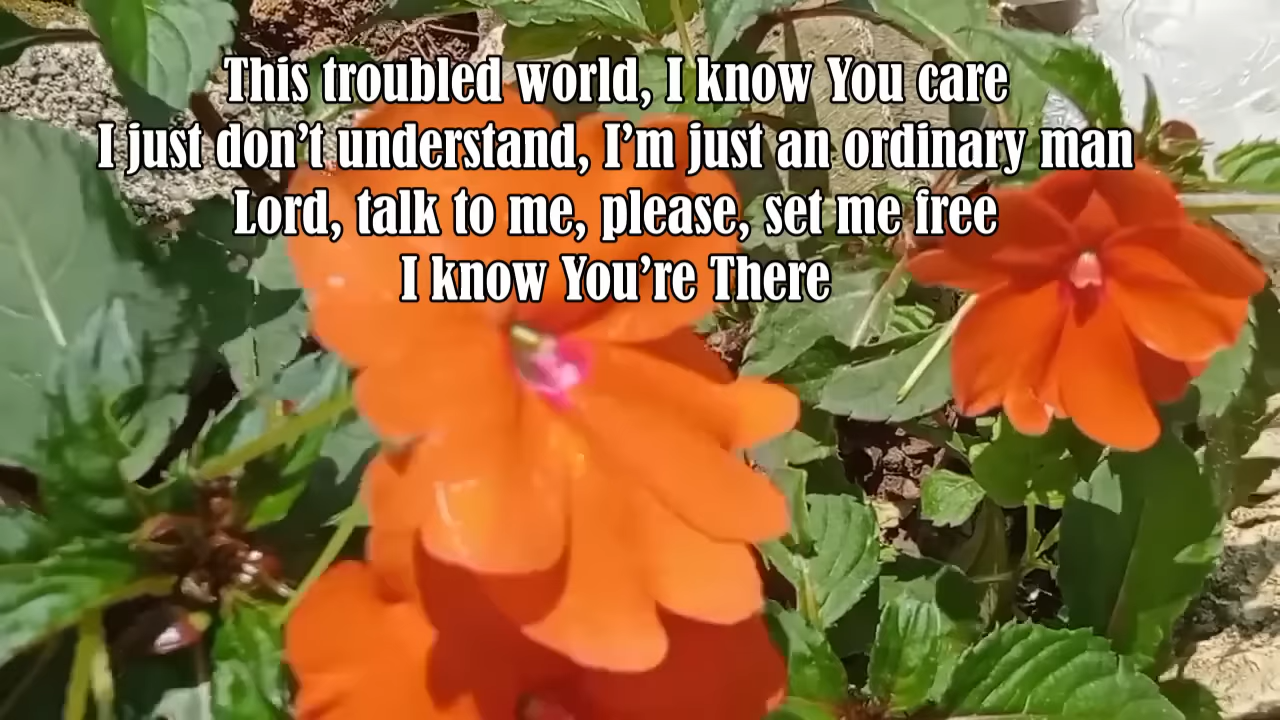 This troubled world, I know You care
I just don’t understand, I’m just an ordinary man
Lord, talk to me, please, set me free
I know You’re There